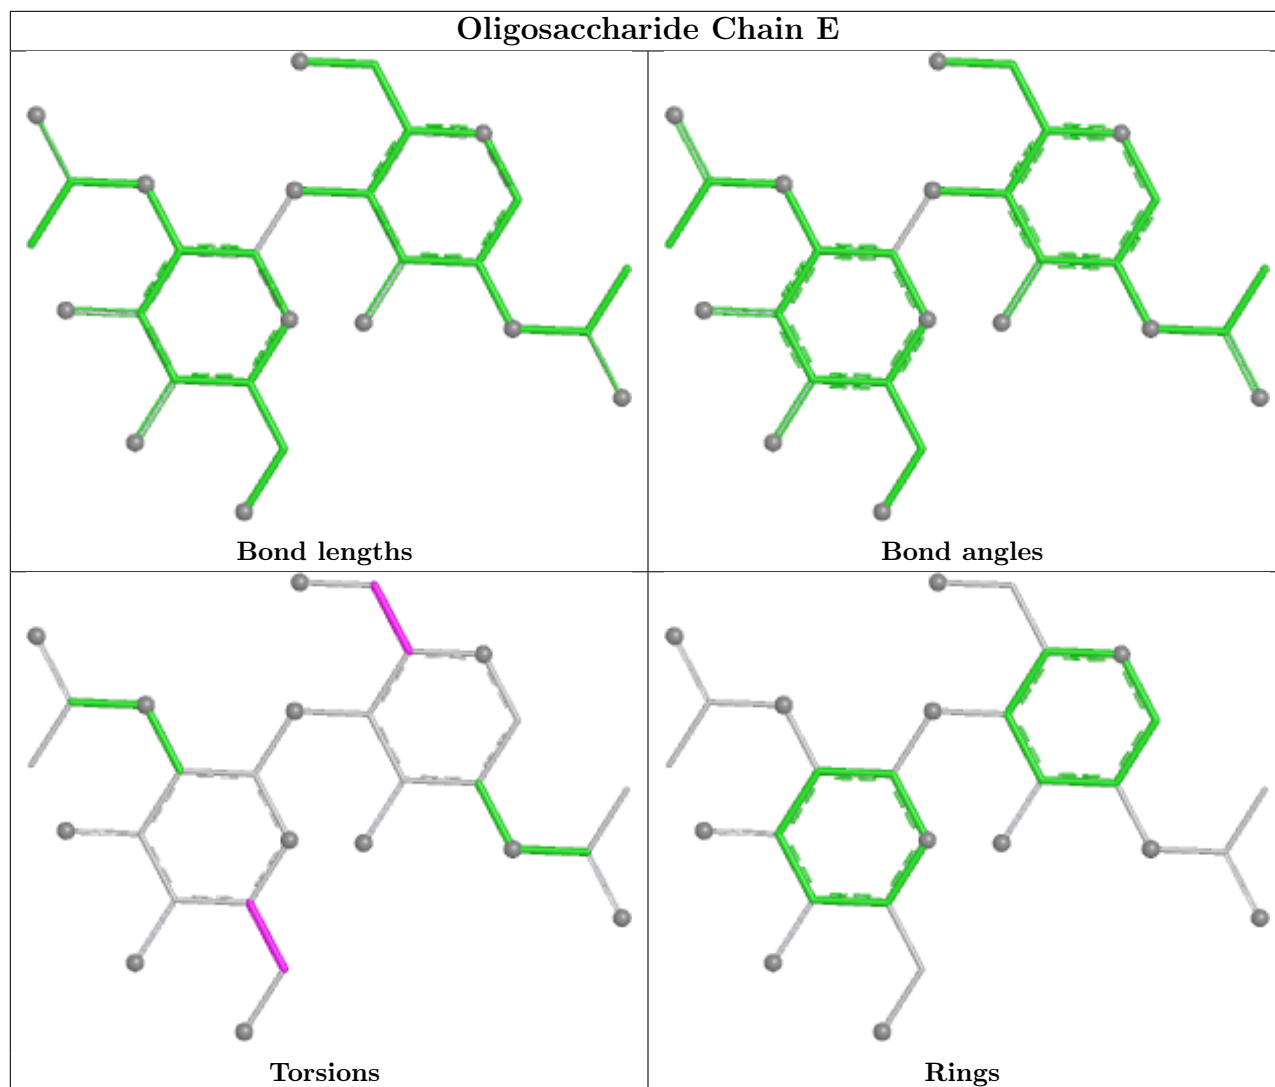 Oligosaccharide Chain E
Bond lengths
Bond angles
Torsions
Rings